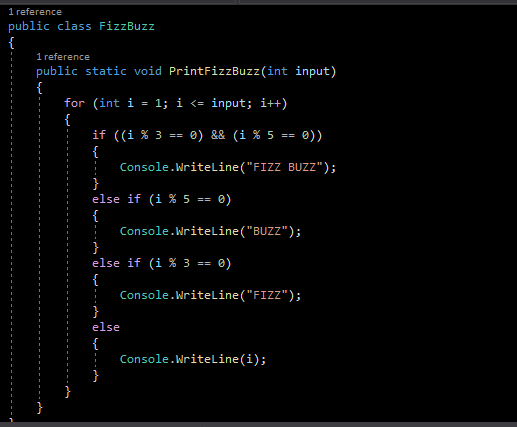 1 reference
public class FizzBuzz
{
1 reference
public static void PrintFizzBuzz(int input)
{
for (int i = 1; i <= input; i++)
{
if ((i % 3 == 0) && (i % 5 == 0))
{
Console.WriteLine("FIZZ BUZZ");
}
else if (i % 5 == 0)
{
Console.WriteLine("BUZZ");
}
else if (i % 3 == 0)
{
Console.WriteLine("FIZZ");
}
else
{
Console.WriteLine(i);
}
}
}
}